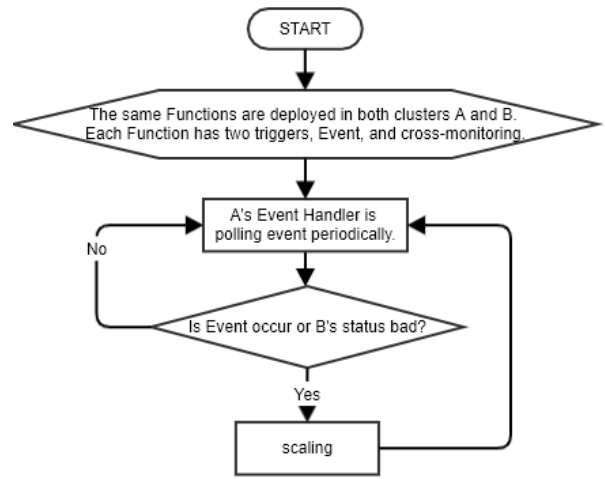 START
The same Functions are deployed in both clusters A and B.
Each Function has two triggers, Event, and cross-monitoring.
A's Event Handler is
polling event periodically.
No
Is Event occur or B's status bad?
Yes
scaling